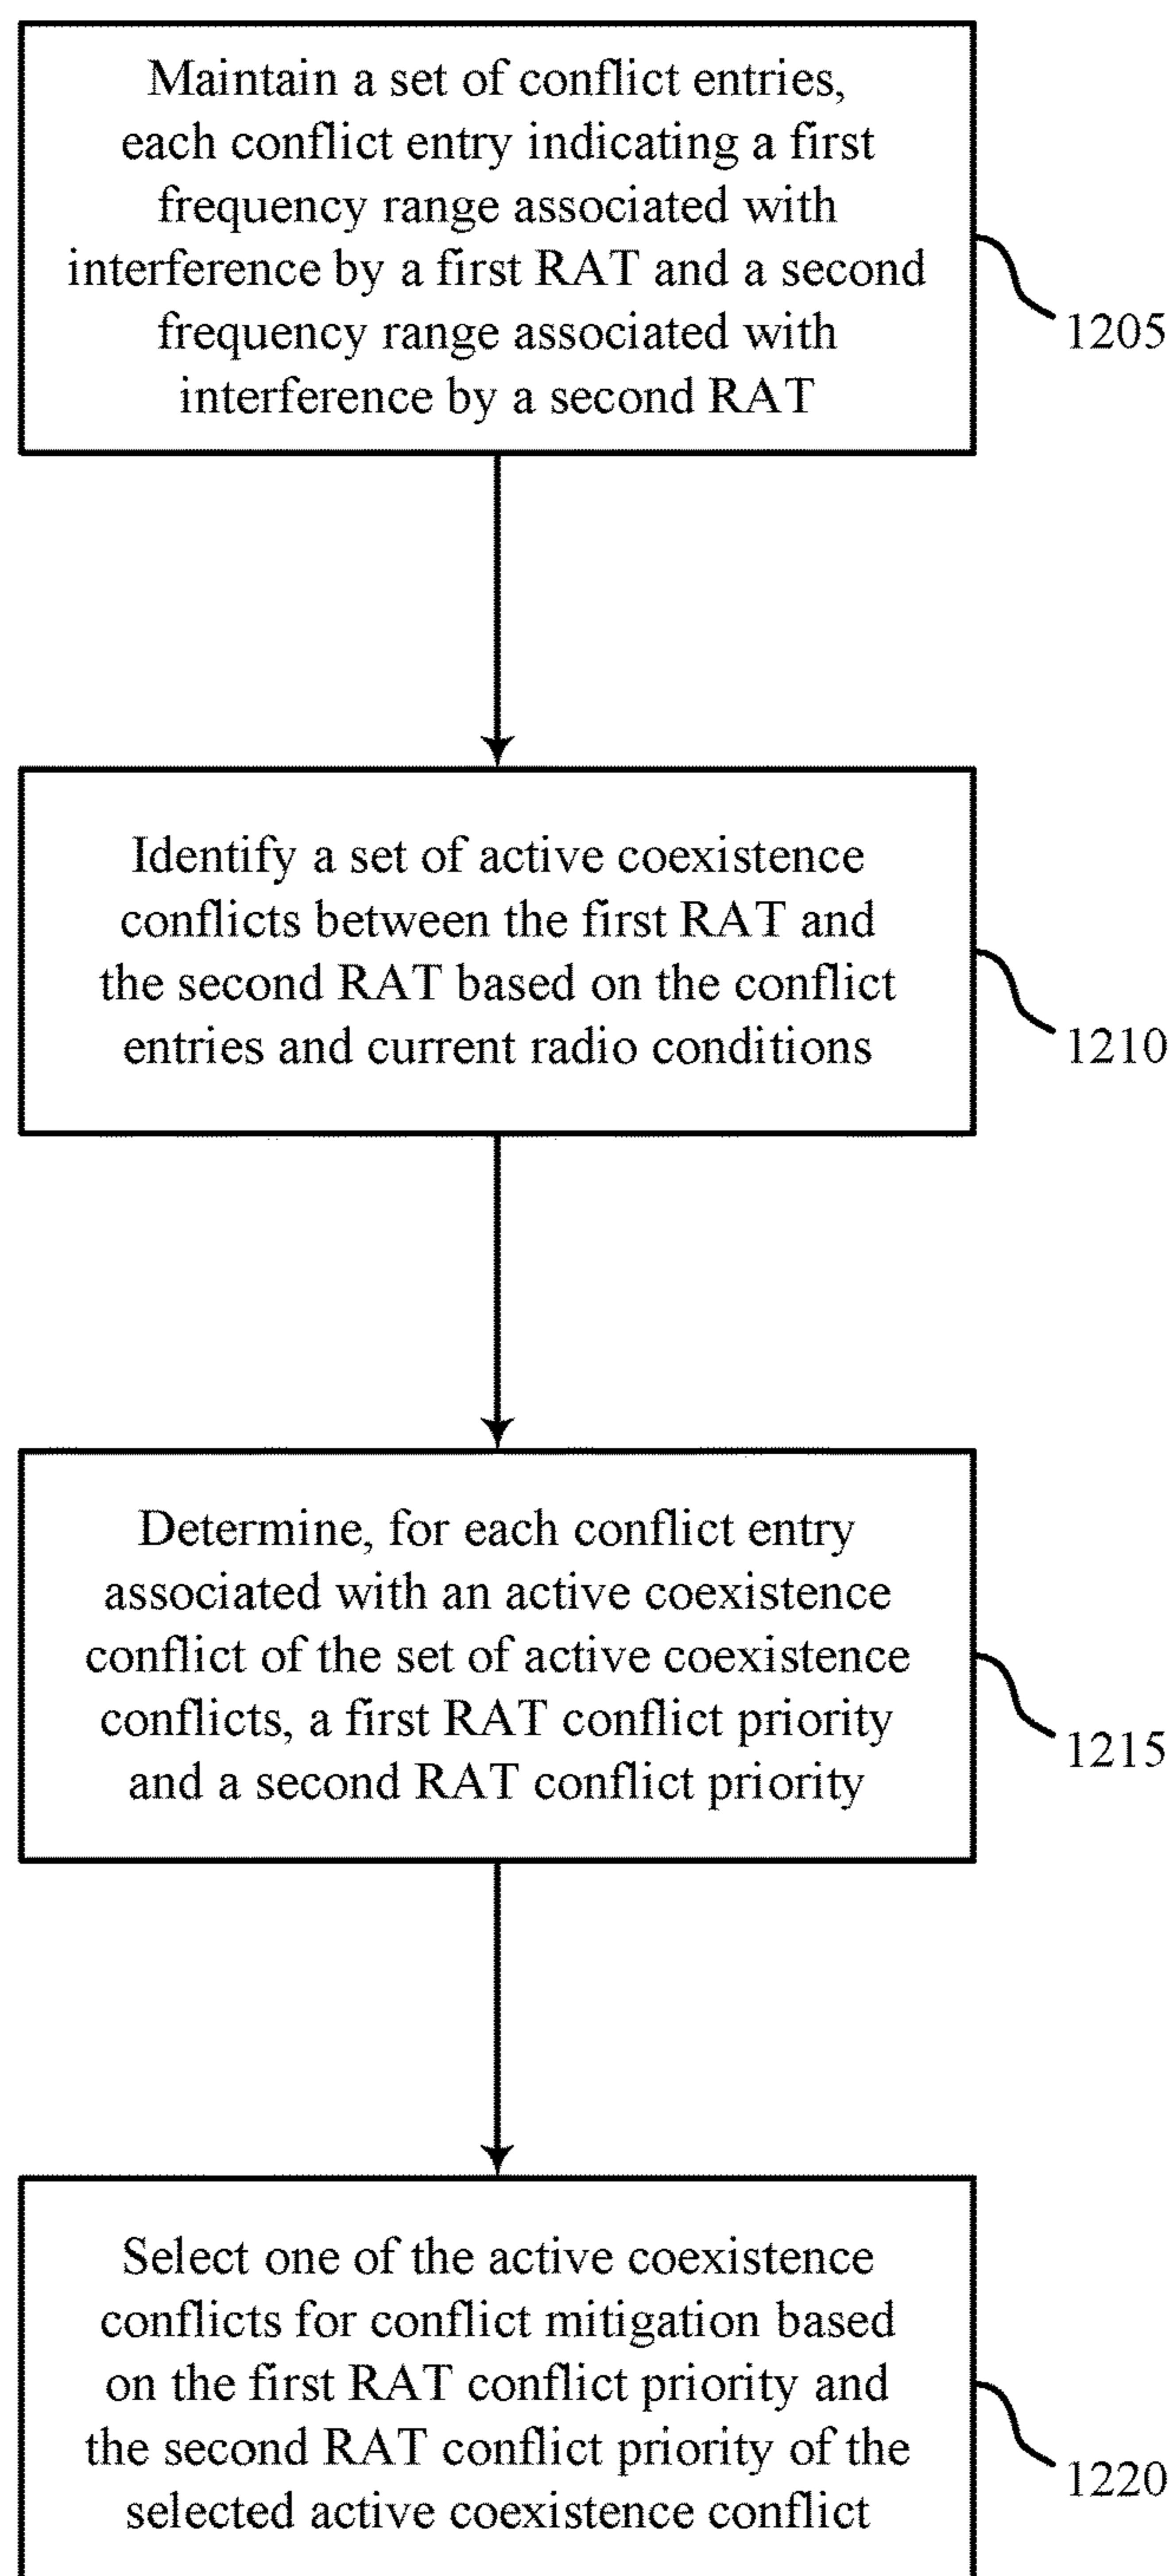 Maintain a set of conflict entries,
each conflict entry indicating a first
frequency range associated with
interference by a first RAT and a second
frequency range associated with
interference by a second RAT
1205
Identify a set of active coexistence
conflicts between the first RAT and
the second RAT based on the conflict
entries and current radio conditions
1210
Determine, for each conflict entry
associated with an active coexistence
conflict of the set of active coexistence
conflicts, a first RAT conflict priority
and a second RAT conflict priority
1215
Select one of the active coexistence
conflicts for conflict mitigation based
on the first RAT conflict priority and
the second RAT conflict priority of the
selected active coexistence conflict
1220